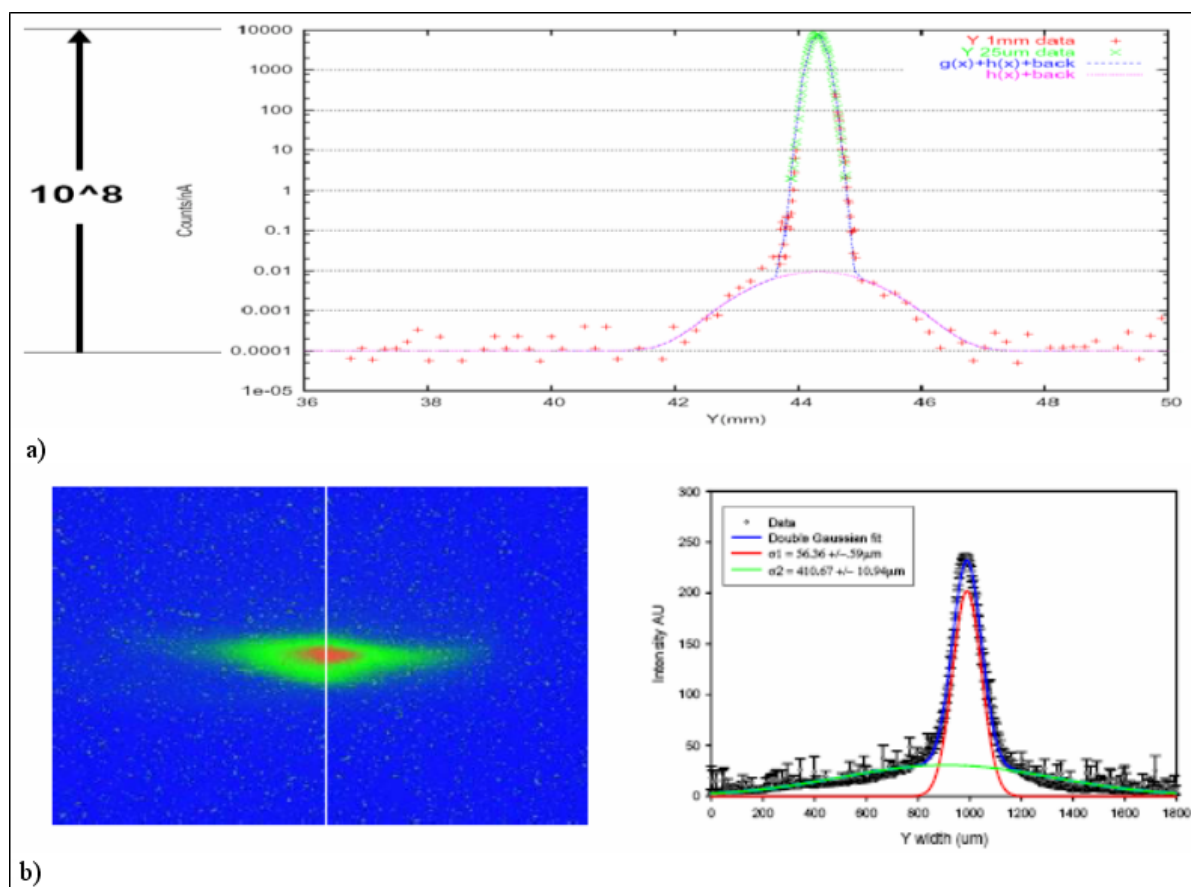 10000
1000
100
10
1
0.1
0.01
0.001
0.0001
1e-05
10^8
Counts/nA
Y 1mm data
Y 25um data
g(x)+h(x)+back
h(x)+back
36 38 40 42 44 46 48 50
Y(mm)
a)
300
250
200
150
100
50
0
Intensity AU
Data
Double Gaussian fit
σ1 = 56.36 +/-.59μm
σ2 = 410.67 +/- 10.94μm
0 200 400 600 800 1000 1200 1400 1600 1800
Y width (um)
b)